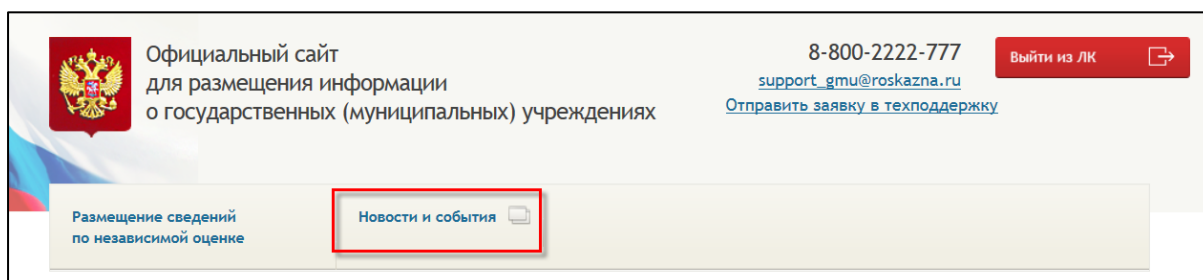 Официальный сайт
для размещения информации
о государственных (муниципальных) учреждениях
8-800-2222-777
support_gmu@roskazna.ru
Отправить заявку в техподдержку
Выйти из ЛК
Размещение сведений
по независимой оценке
Новости и события